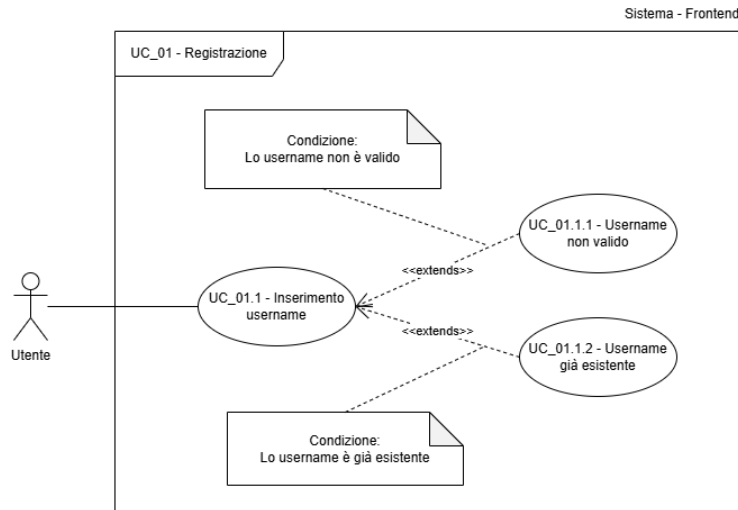 Sistema - Frontend
UC_01 - Registrazione
Condizione:
Lo username non è valido
UC_01.1.1 - Username
non valido
<<extends>>
UC_01.1 - Inserimento
username
<<extends>>
UC_01.1.2 - Username
già esistente
Utente
Condizione:
Lo username è già esistente